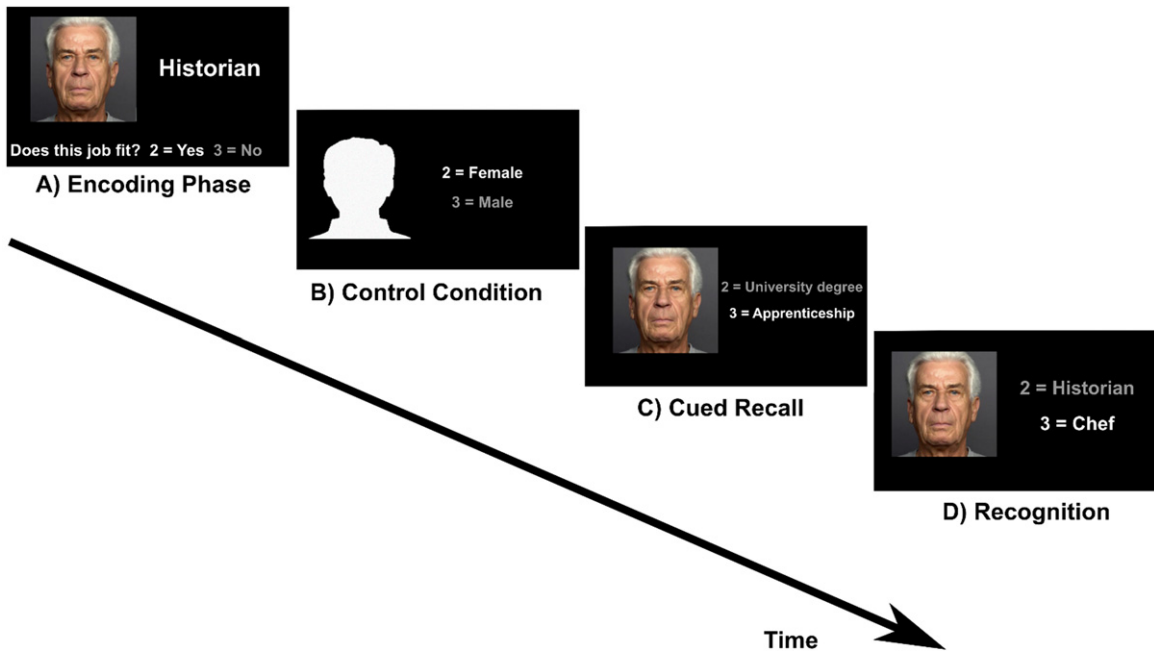 Historian
Does this job fit? 2 = Yes 3 = No
A) Encoding Phase
2 = Female
3 = Male
B) Control Condition
2 = University degree
3 = Apprenticeship
C) Cued Recall
2 = Historian
3 = Chef
D) Recognition
Time